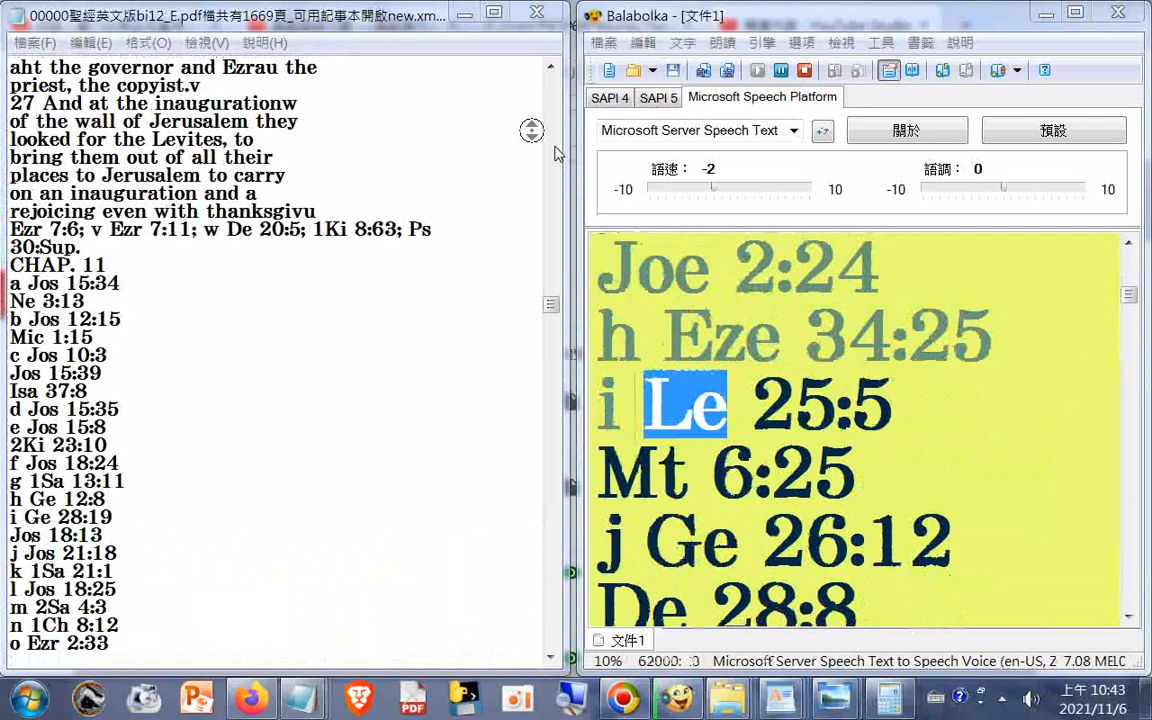 00000聖經英文版bi12_E.pdf檔共有1669頁_可用記事本開啟new.xm...
檔案(F) 編輯(E) 格式(O) 檢視(V) 說明(H)
aht the governor and Ezrau the
priest, the copyist.v
27 And at the inaugurationw
of the wall of Jerusalem they
looked for the Levites, to
bring them out of all their
places to Jerusalem to carry
on an inauguration and a
rejoicing even with thanksgivu
Ezr 7:6; v Ezr 7:11; w De 20:5; 1Ki 8:63; Ps
30:Sup.
CHAP. 11
a Jos 15:34
Ne 3:13
b Jos 12:15
Mic 1:15
c Jos 10:3
Jos 15:39
Isa 37:8
d Jos 15:35
e Jos 15:8
2Ki 23:10
f Jos 18:24
g 1Sa 13:11
h Ge 12:8
i Ge 28:19
Jos 18:13
j Jos 21:18
k 1Sa 21:1
l Jos 18:25
m 2Sa 4:3
n 1Ch 8:12
o Ezr 2:33
Balabolka - [文件1]
檔案 編輯 文字 朗讀 引擎 選項 檢視 工具 書籤 說明
SAPI 4 SAPI 5 Microsoft Speech Platform
Microsoft Server Speech Text 關於 預設
語速: -2 語調: 0
-10 10 -10 10
Joe 2:24
h Eze 34:25
i Le 25:5
Mt 6:25
j Ge 26:12
De 28:8
文件1
10% Microsoft Server Speech Text to Speech Voice (en-US, Z 7.08 MELO
PDF
上午 10:43
2021/11/6